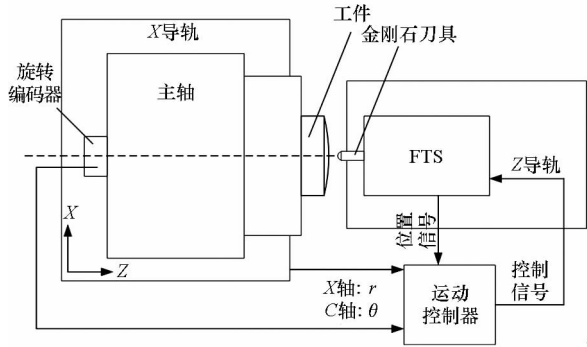 X导轨
工件
金刚石刀具
旋转
编码器
主轴
FTS
Z导轨
X
Z
位置
信号
X轴: r
C轴: θ
运动
控制器
控制
信号